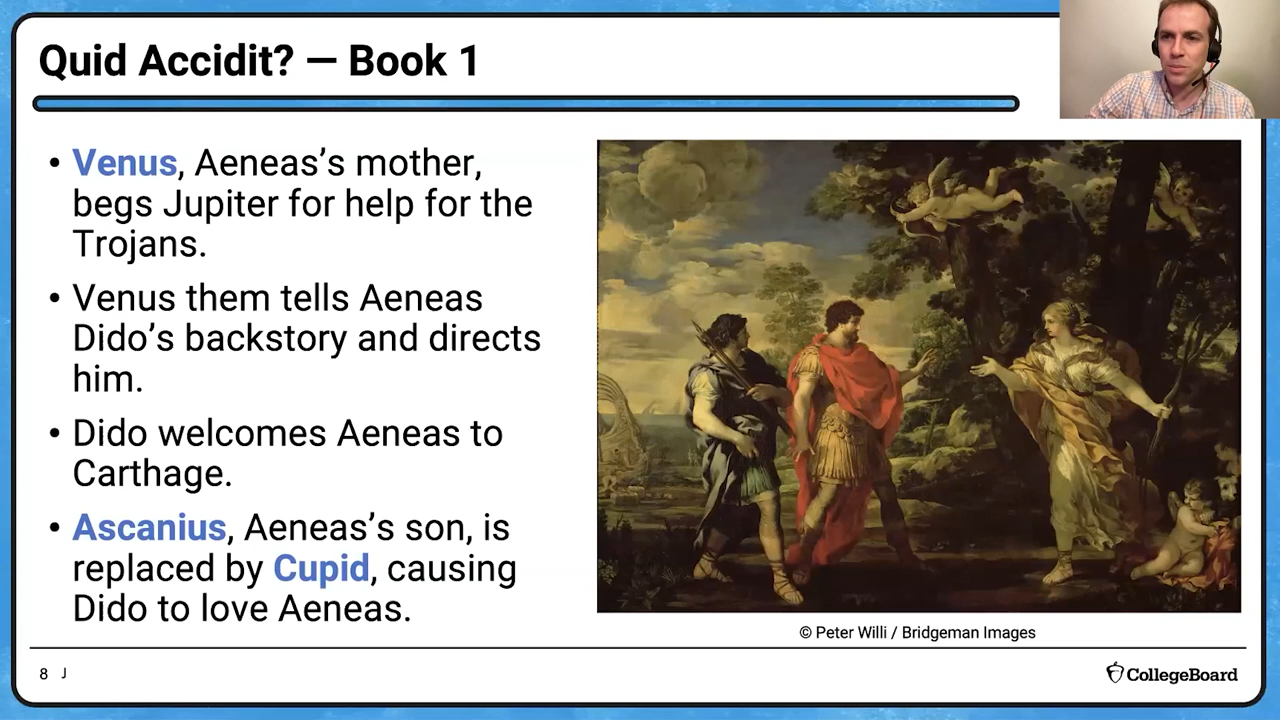 Quid Accidit? — Book 1
• Venus, Aeneas’s mother,
begs Jupiter for help for the
Trojans.
• Venus them tells Aeneas
Dido’s backstory and directs
him.
• Dido welcomes Aeneas to
Carthage.
• Ascanius, Aeneas’s son, is
replaced by Cupid, causing
Dido to love Aeneas.
© Peter Willi / Bridgeman Images
8 J
CollegeBoard